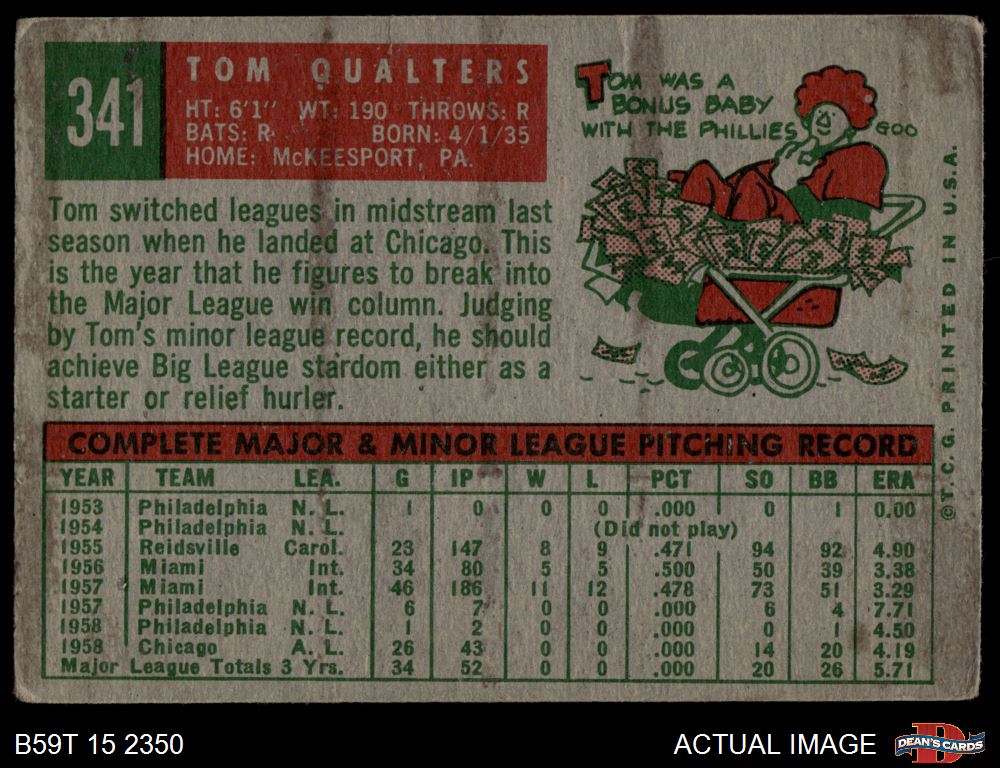 341
TOM QUALTERS
HT: 6'1" WT: 190 THROWS: R
BATS: R BORN: 4/1/35
HOME: McKEESPORT, PA.
TOM WAS A
BONUS BABY
WITH THE PHILLIES
GOO
Tom switched leagues in midstream last
season when he landed at Chicago. This
is the year that he figures to break into
the Major League win column. Judging
by Tom's minor league record, he should
achieve Big League stardom either as a
starter or relief hurler.
©T.C.G. PRINTED IN U.S.A.
COMPLETE MAJOR & MINOR LEAGUE PITCHING RECORD
YEAR TEAM LEA. G IP W L PCT SO BB ERA
1953 Philadelphia N. L. 1 0 0 0 .000 0 1 0.00
1954 Philadelphia N. L. (Did not play)
1955 Reidsville Carol. 23 147 8 9 .471 94 92 4.90
1956 Miami Int. 34 80 5 5 .500 50 39 3.38
1957 Miami Int. 46 186 11 12 .478 73 51 3.29
1957 Philadelphia N. L. 6 7 0 0 .000 6 4 7.71
1958 Philadelphia N. L. 1 2 0 0 .000 0 1 4.50
1958 Chicago A. L. 26 43 0 0 .000 14 20 4.19
Major League Totals 3 Yrs. 34 52 0 0 .000 20 26 5.71
B59T 15 2350
ACTUAL IMAGE
D
DEAN'S CARDS